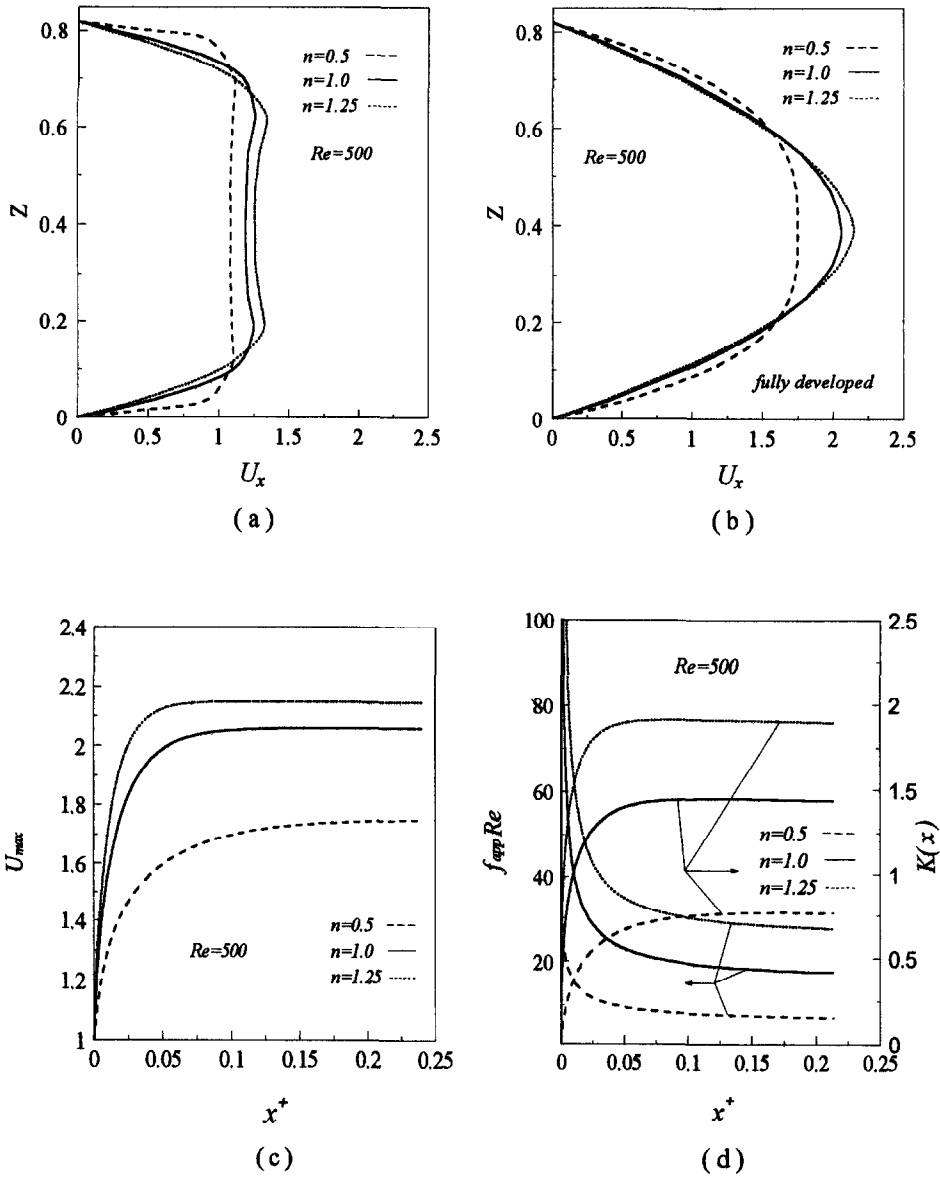 0.8
0.6
0.4
0.2
0
Z
n=0.5
n=1.0
n=1.25
Re=500
0 0.5 1 1.5 2 2.5
U_x
(a)
0.8
0.6
0.4
0.2
0
Z
n=0.5
n=1.0
n=1.25
Re=500
fully developed
0 0.5 1 1.5 2 2.5
U_x
(b)
2.4
2.2
2
1.8
1.6
1.4
1.2
1
U_max
n=0.5
n=1.0
n=1.25
Re=500
0 0.05 0.1 0.15 0.2 0.25
x^+
(c)
100
80
60
40
20
f_app Re
Re=500
n=0.5
n=1.0
n=1.25
2.5
2
1.5
1
0.5
0
K(x)
0 0.05 0.1 0.15 0.2 0.25
x^+
(d)